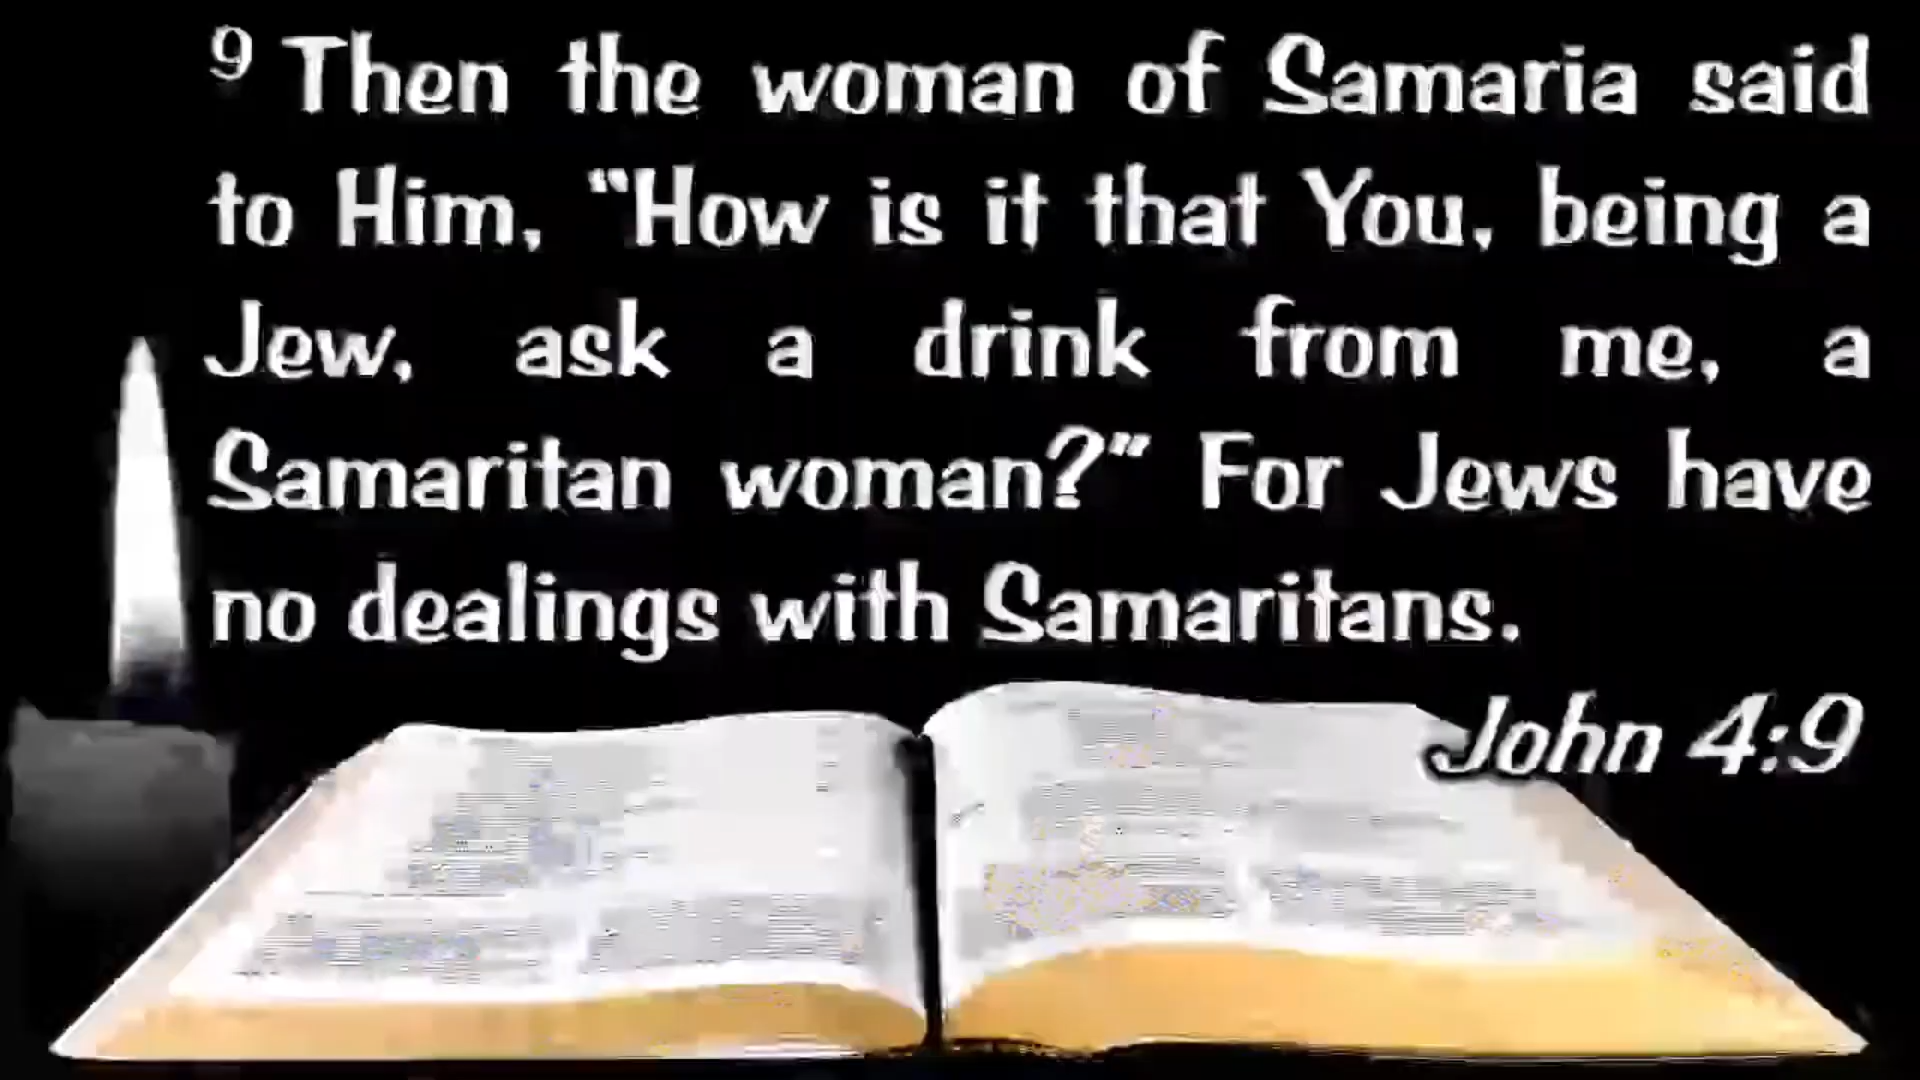 9 Then the woman of Samaria said
to Him, “How is it that You, being a
Jew, ask a drink from me, a
Samaritan woman?” For Jews have
no dealings with Samaritans.
John 4:9